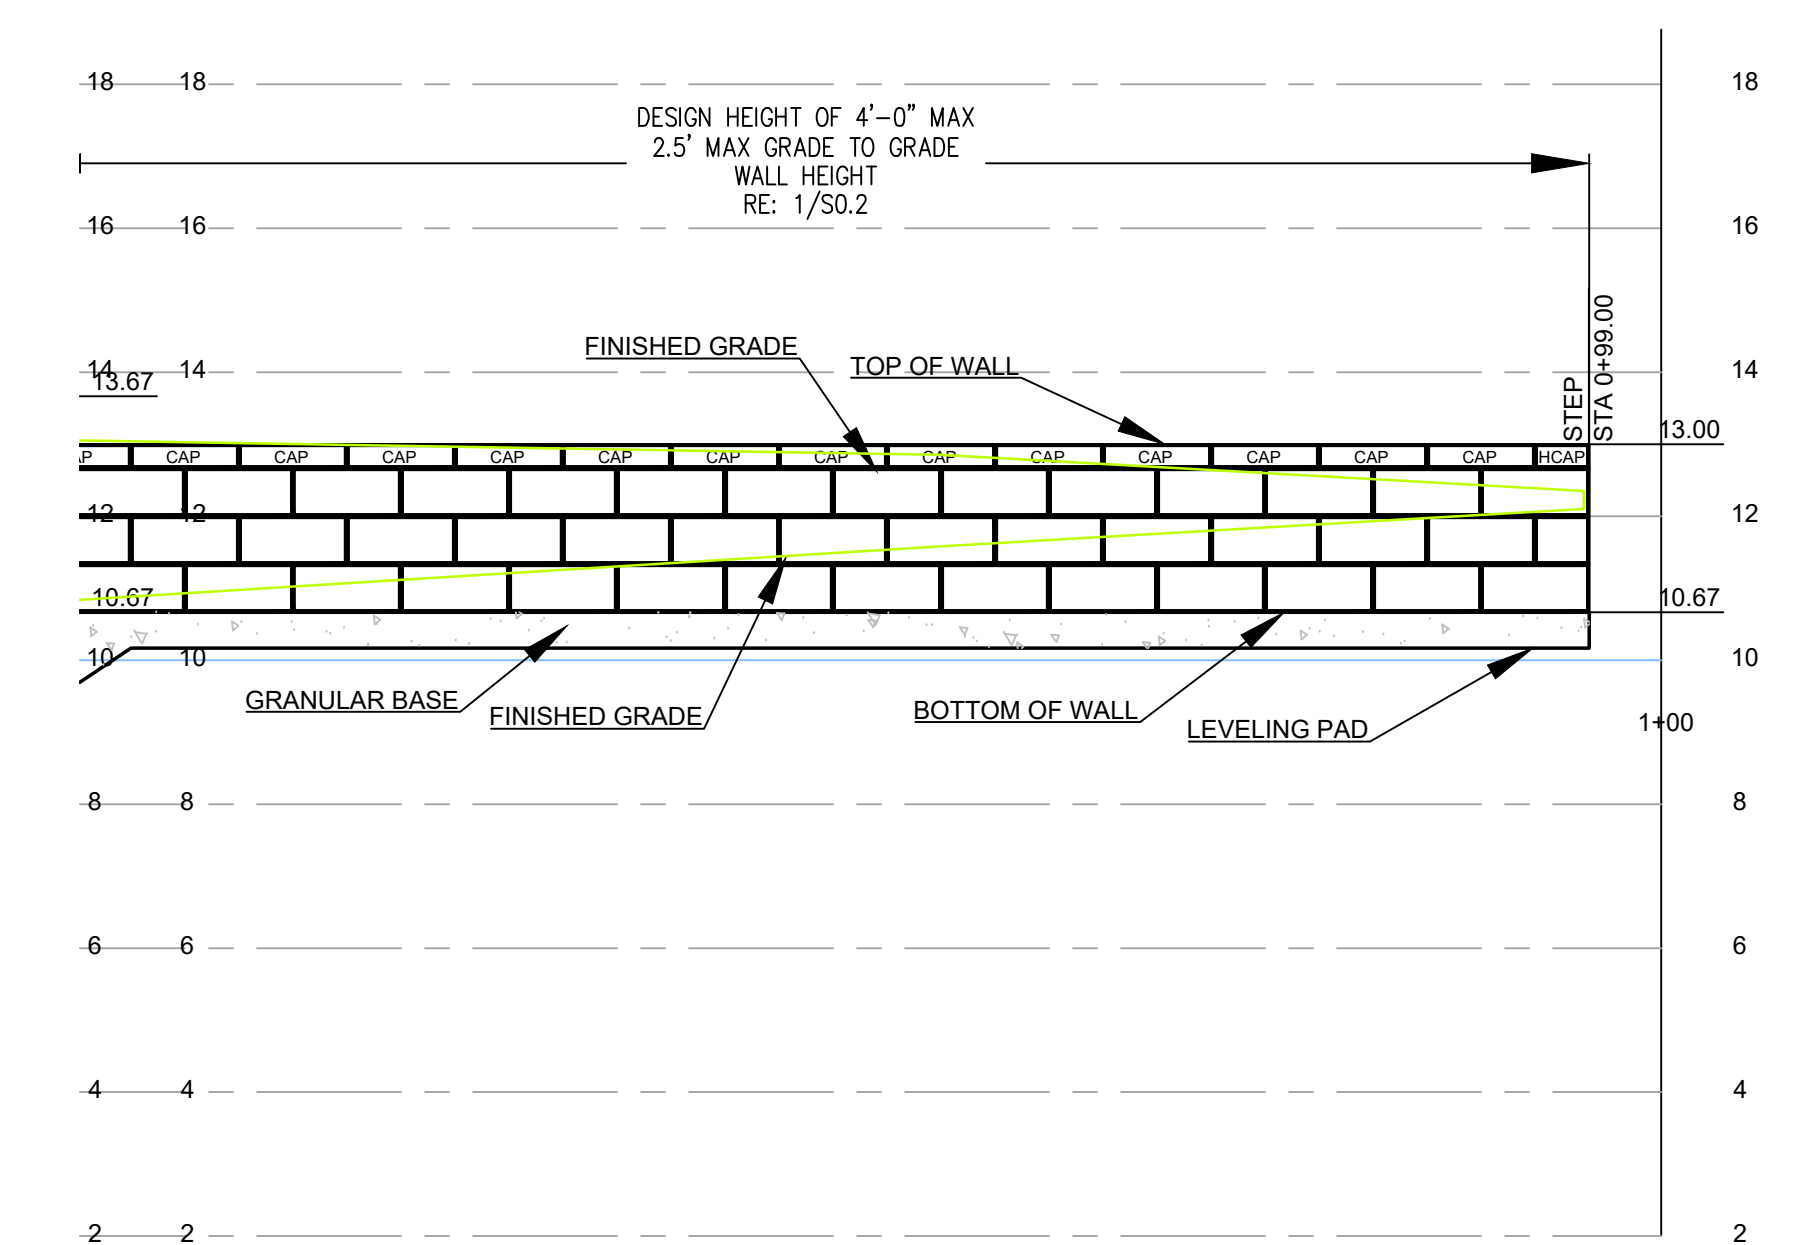 18 18 18
DESIGN HEIGHT OF 4'-0" MAX
2.5' MAX GRADE TO GRADE
WALL HEIGHT
RE: 1/S0.2
16 16 16
STEP
STA 0+99.00
FINISHED GRADE
TOP OF WALL
14 14 14
13.67
13.00
CAP CAP CAP CAP CAP CAP CAP CAP CAP CAP CAP CAP CAP HCAP
12 12 12
10.67 10.67
10 10 10
GRANULAR BASE
FINISHED GRADE
BOTTOM OF WALL
LEVELING PAD
1+00
8 8 8
6 6 6
4 4 4
2 2 2